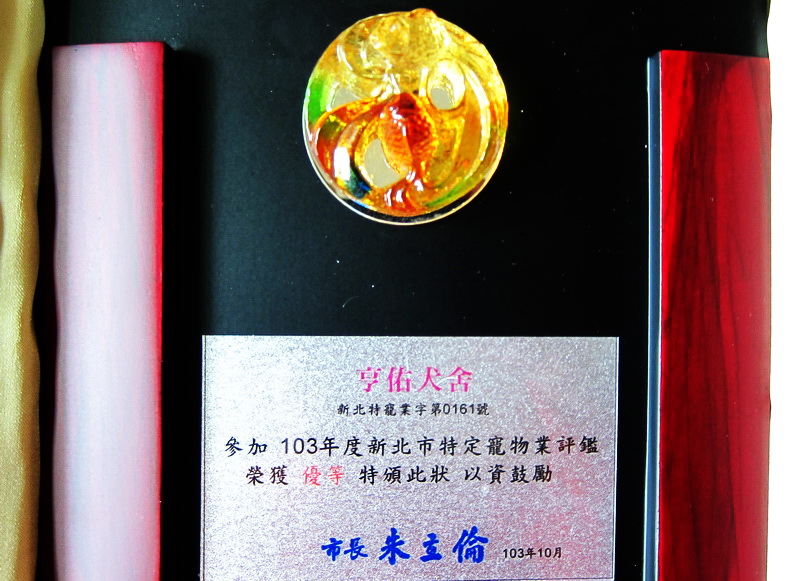 亨佑犬舍
新北特寵業字第0161號
參加 103年度新北市特定寵物業評鑑
榮獲 優等 特頒此狀 以資鼓勵
市長 朱立倫 103年10月